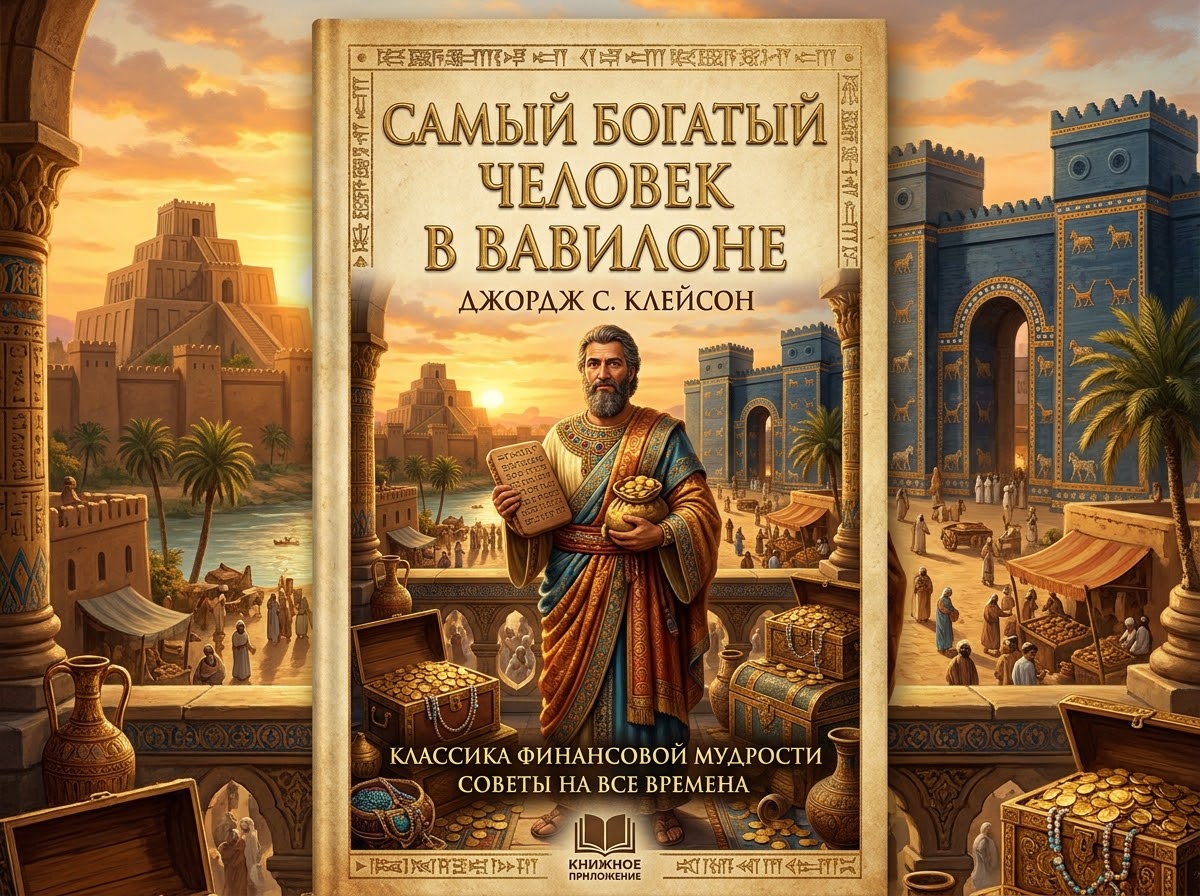 САМЫЙ БОГАТЫЙ
ЧЕЛОВЕК
В ВАВИЛОНЕ
ДЖОРДЖ С. КЛЕЙСОН
КЛАССИКА ФИНАНСОВОЙ МУДРОСТИ
СОВЕТЫ НА ВСЕ ВРЕМЕНА
КНИЖНОЕ
ПРИЛОЖЕНИЕ